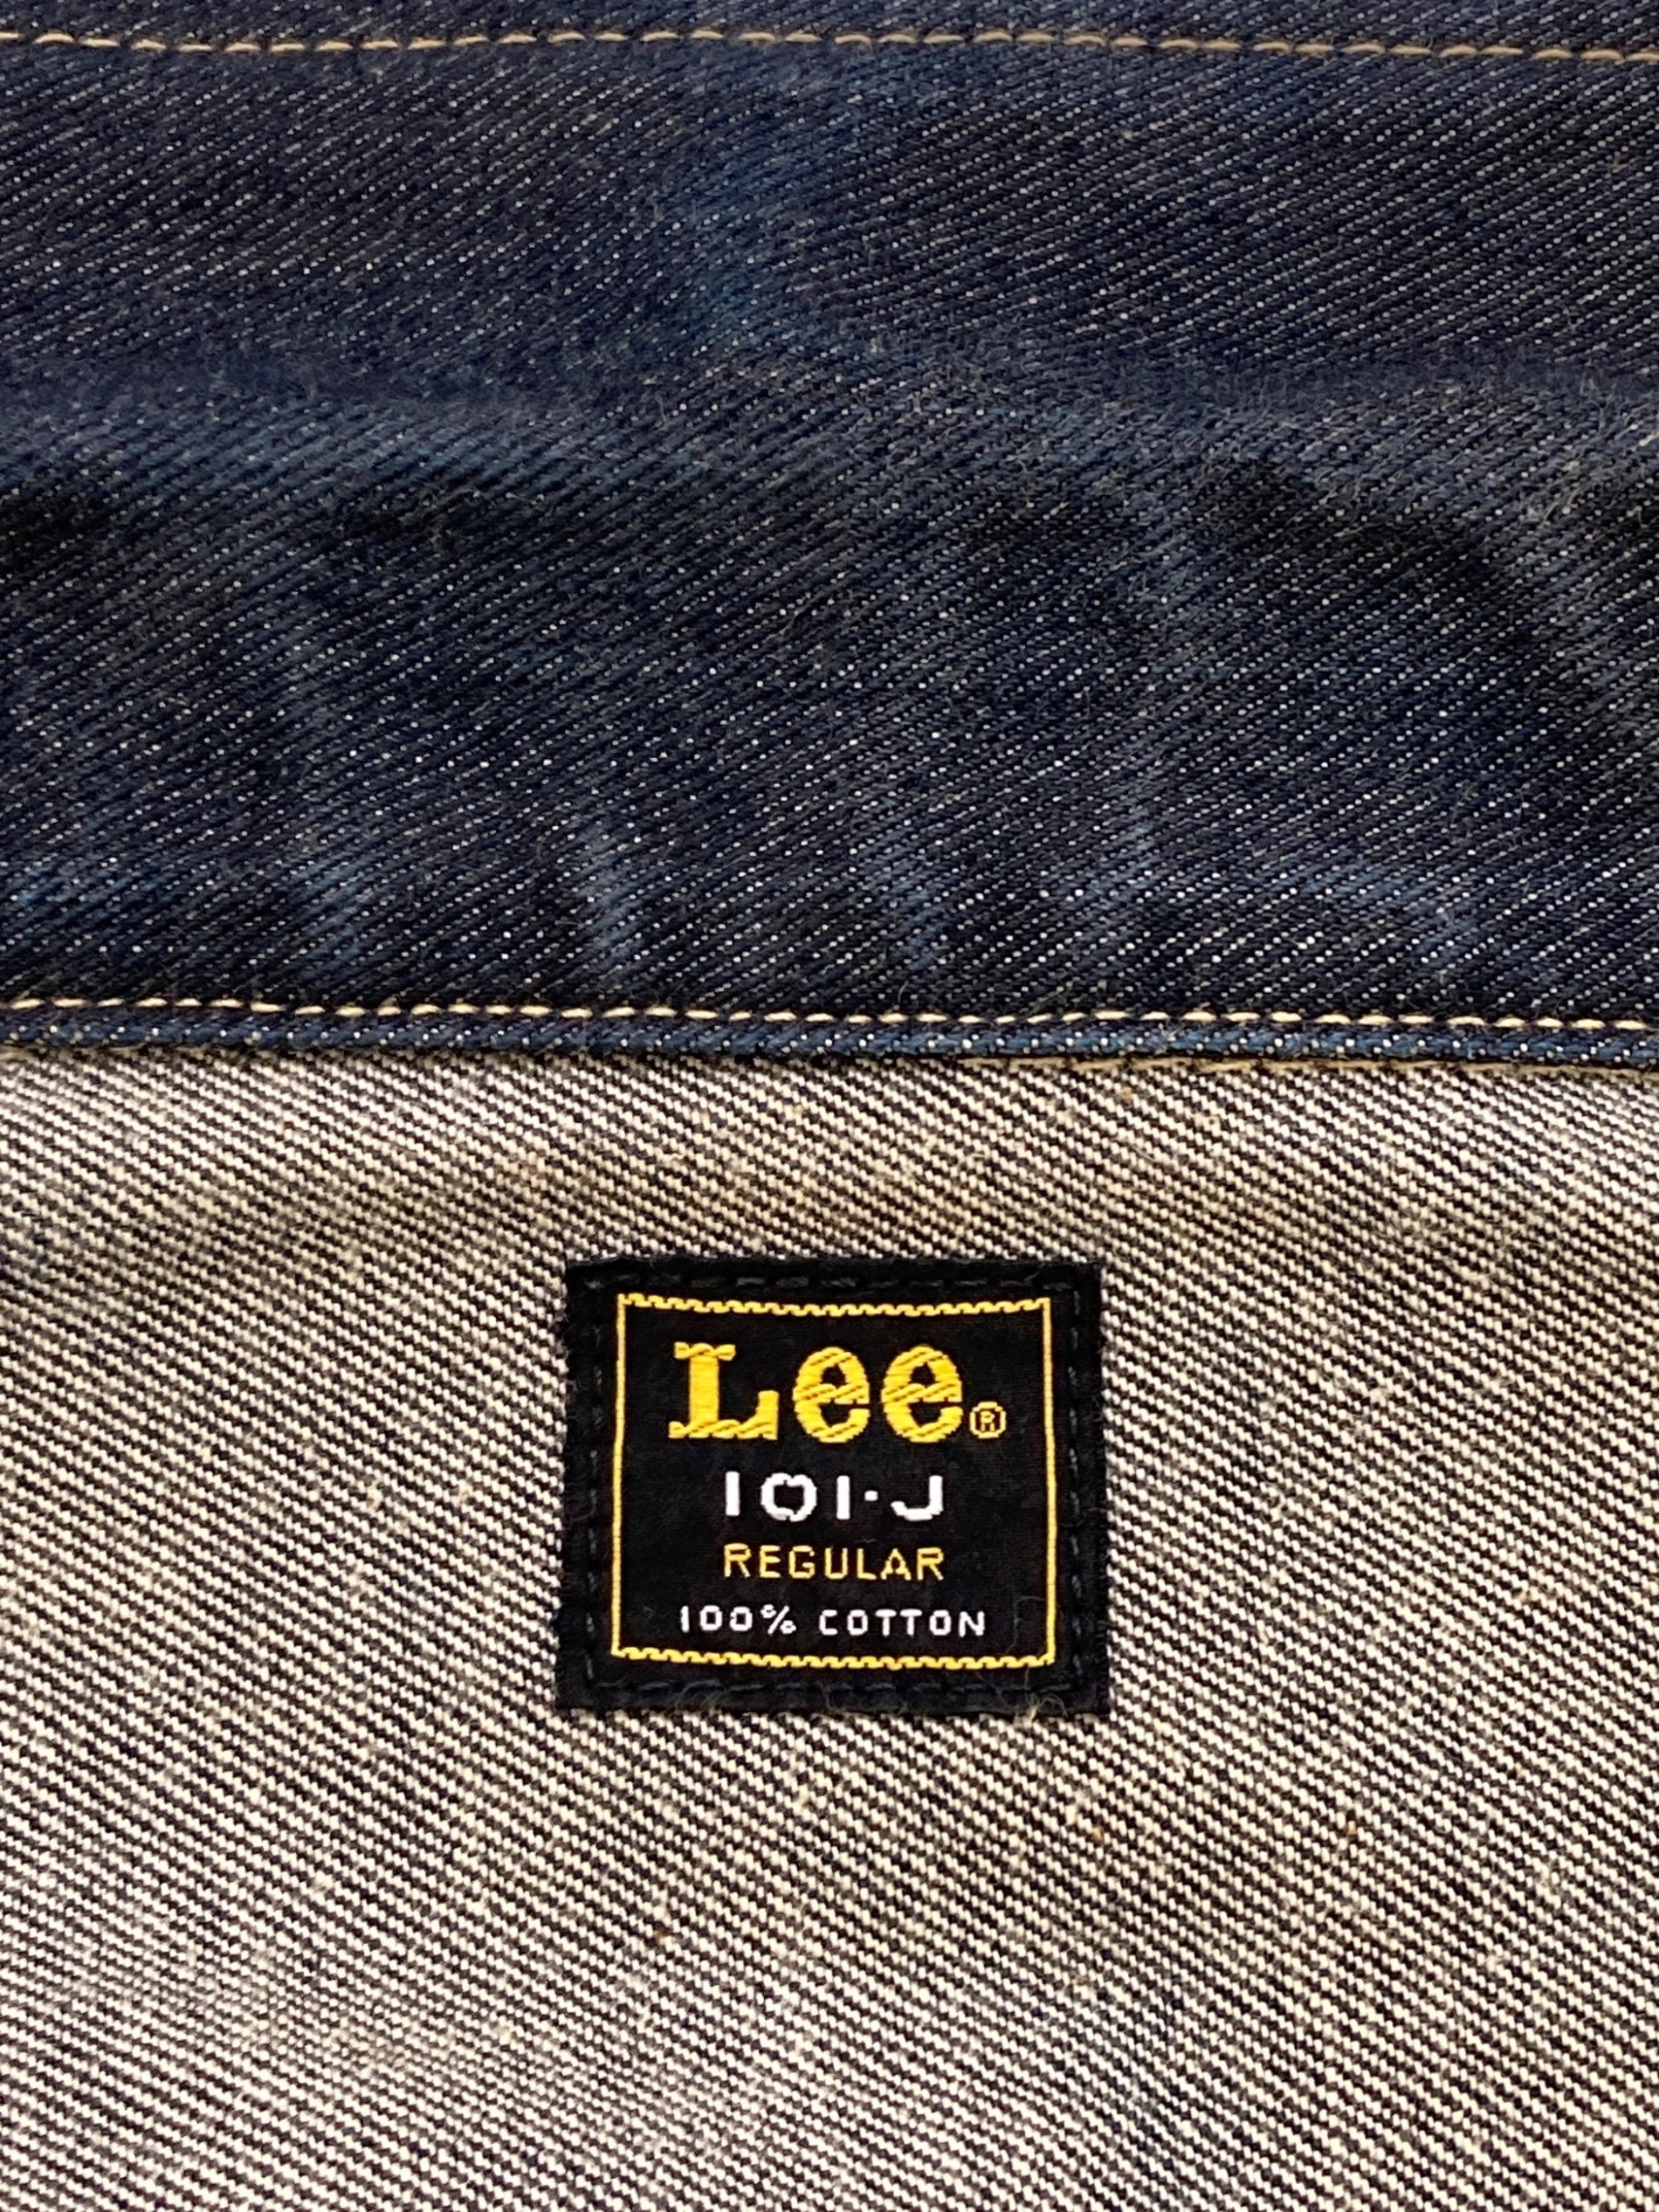 Lee®
101·J
REGULAR
100% COTTON